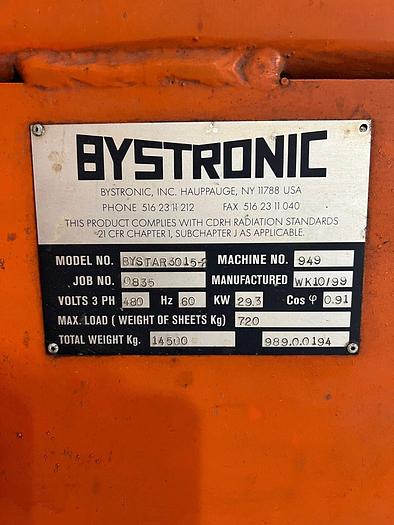 BYSTRONIC
BYSTRONIC, INC. HAUPPAUGE, NY 11788 USA
PHONE 516 23 11 212 FAX 516 23 11 040
THIS PRODUCT COMPLIES WITH CDRH RADIATION STANDARDS
21 CFR CHAPTER 1, SUBCHAPTER J AS APPLICABLE.
MODEL NO. BYSTAR3015-2 MACHINE NO. 949
JOB NO. 0835 MANUFACTURED WK10/99
VOLTS 3 PH 480 Hz 60 KW 29.3 Cos φ 0.91
MAX. LOAD ( WEIGHT OF SHEETS Kg) 720
TOTAL WEIGHT Kg. 14500 989.0.0194